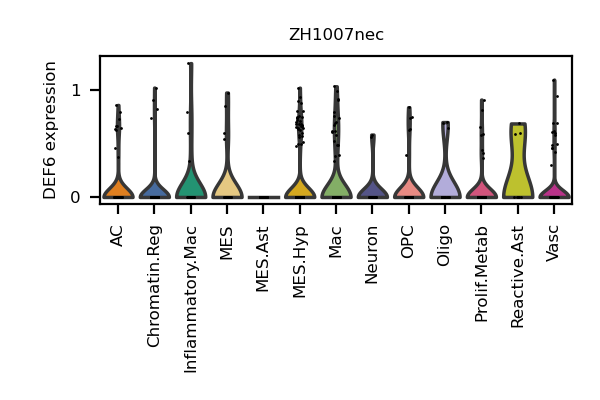 ZH1007nec
DEF6 expression
1
0
AC
Chromatin.Reg
Inflammatory.Mac
MES
MES.Ast
MES.Hyp
Mac
Neuron
OPC
Oligo
Prolif.Metab
Reactive.Ast
Vasc